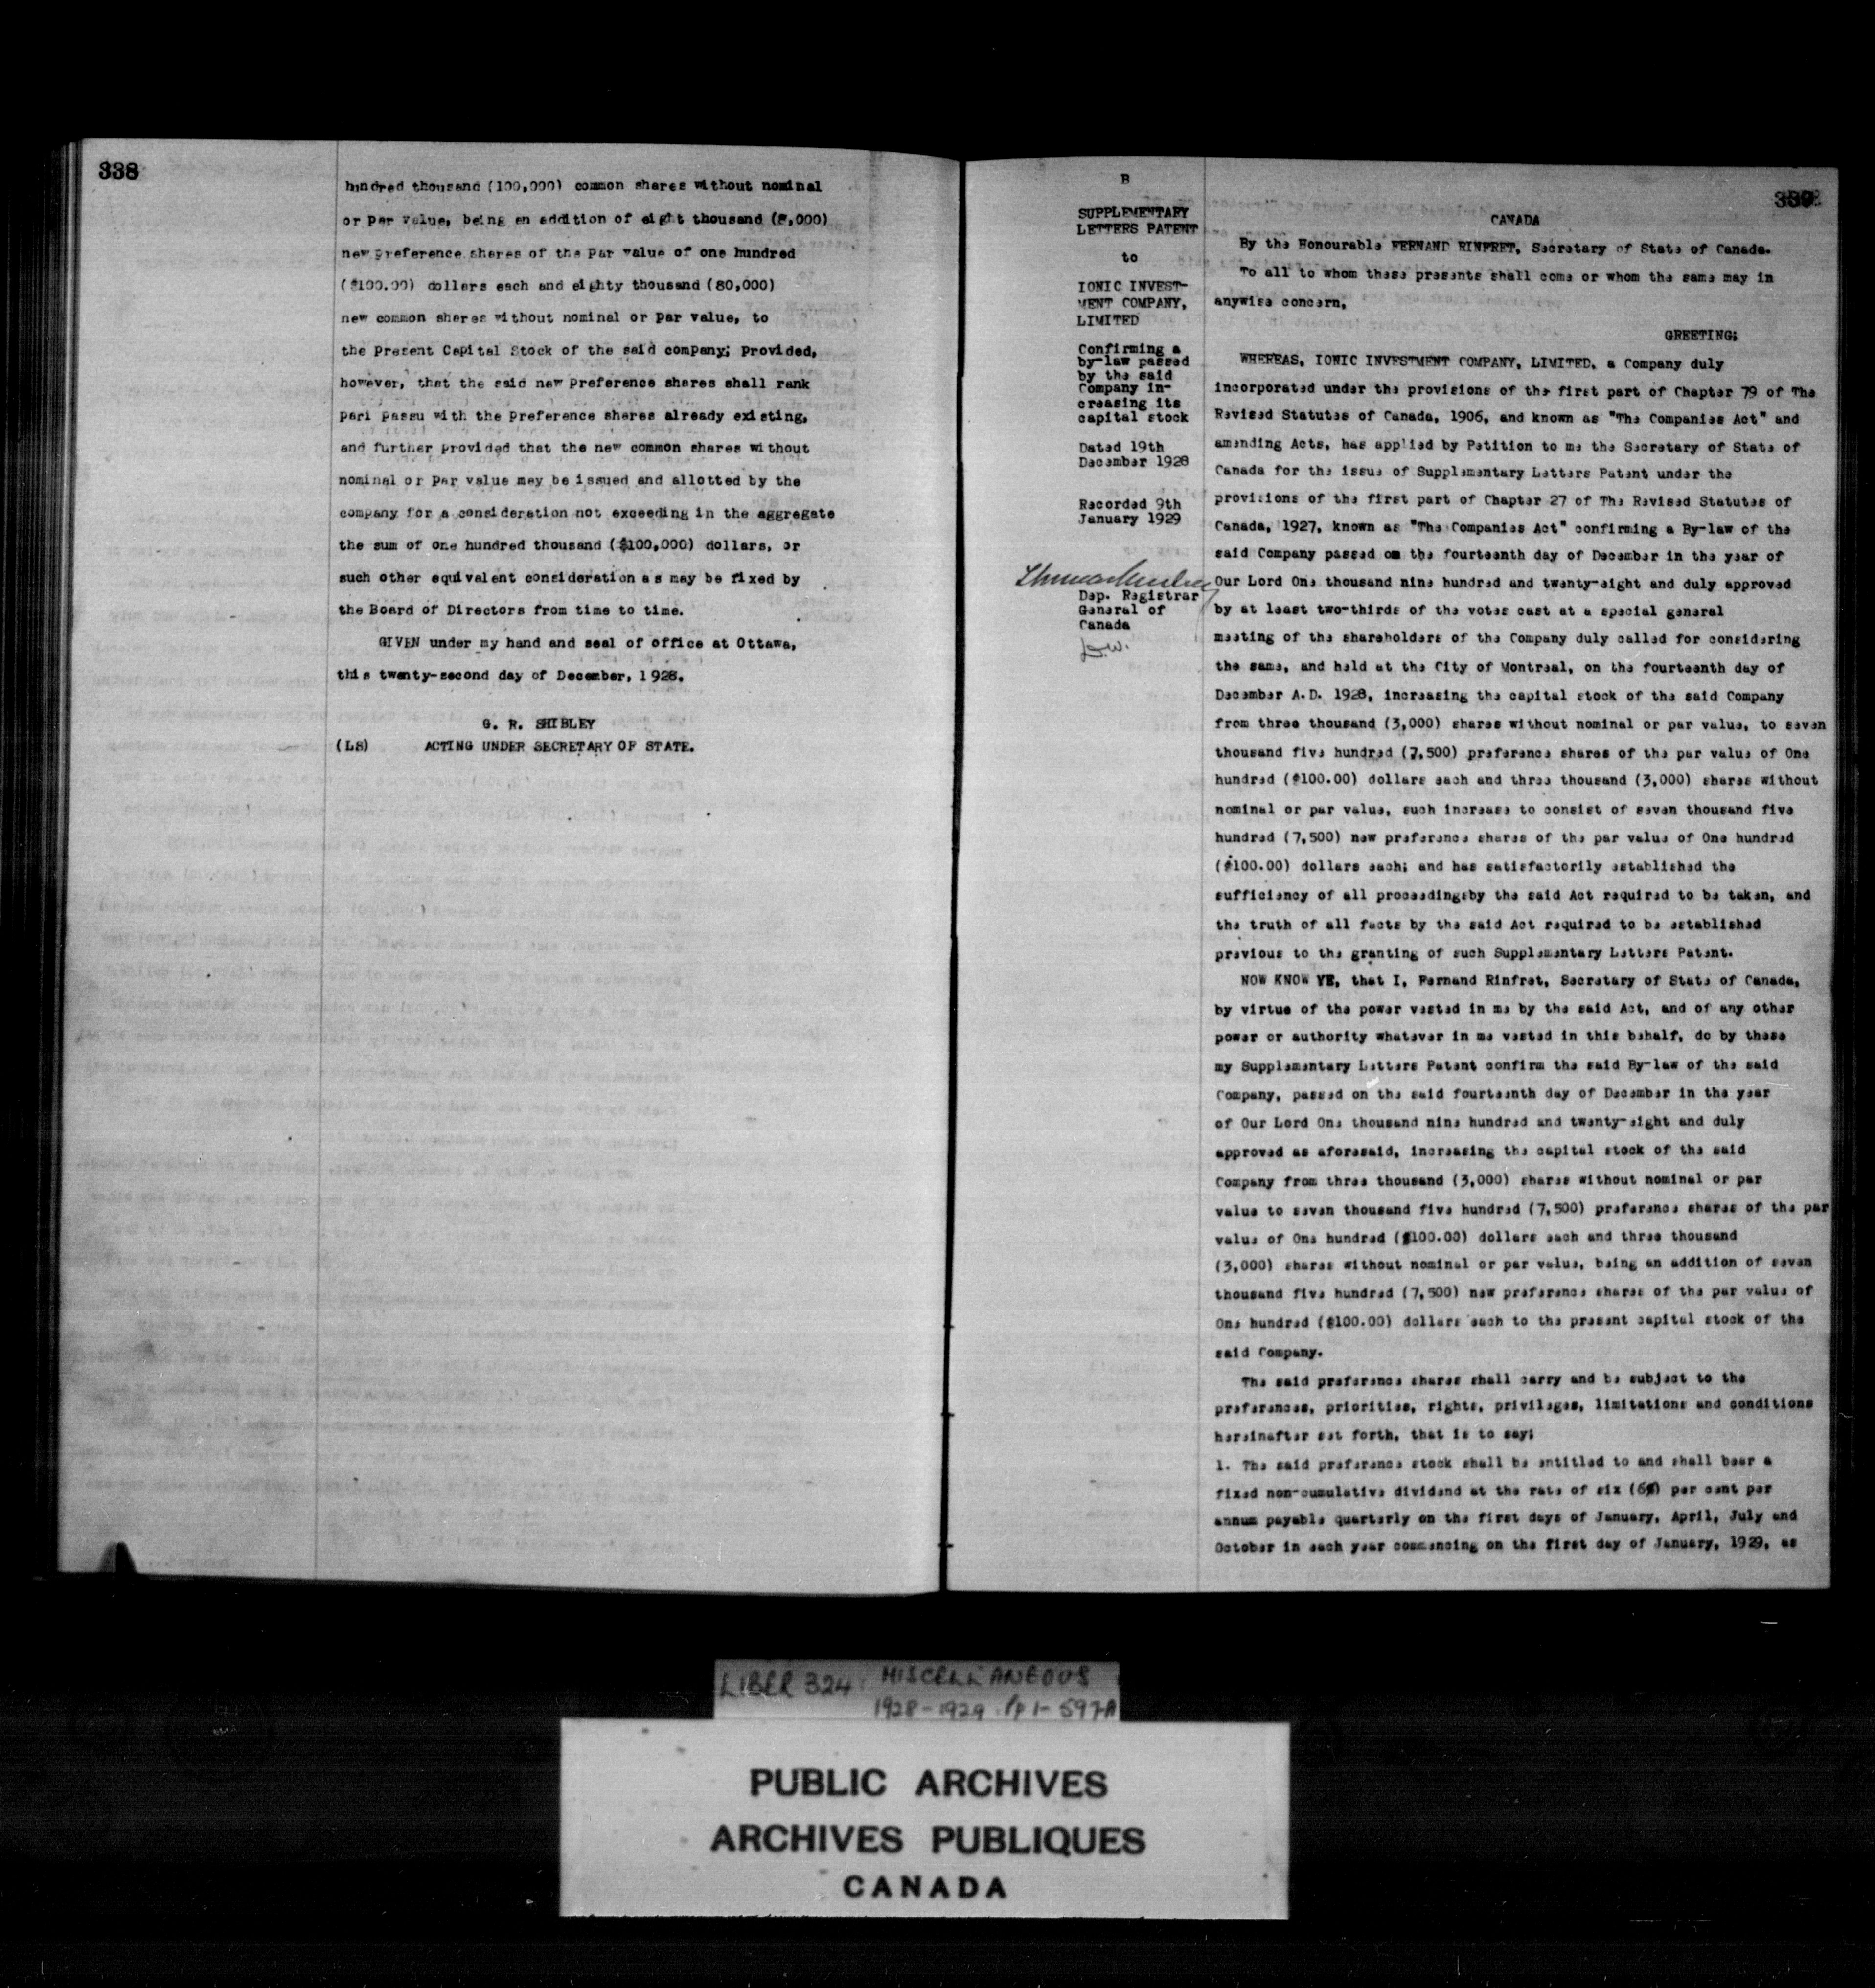 338
hundred thousand (100,000) common shares without nominal
or par value, being an addition of eight thousand (8,000)
new preference shares of the par value of one hundred
($100.00) dollars each and eighty thousand (80,000)
new common shares without nominal or par value, to
the Present Capital Stock of the said company; Provided,
however, that the said new Preference shares shall rank
pari passu with the preference shares already existing,
and further provided that the new common shares without
nominal or par value may be issued and allotted by the
company for a consideration not exceeding in the aggregate
the sum of one hundred thousand ($100,000) dollars, or
such other equivalent consideration as may be fixed by
the Board of Directors from time to time.
GIVEN under my hand and seal of office at Ottawa,
this twenty-second day of December, 1928.
G. R. SHIBLEY
(LS) ACTING UNDER SECRETARY OF STATE.
B
SUPPLEMENTARY
LETTERS PATENT
to
IONIC INVEST-
MENT COMPANY,
LIMITED
Confirming a
by-law passed
by the said
Company in-
creasing its
capital stock
Dated 19th
December 1928
Recorded 9th
January 1929
Dep. Registrar
General of
Canada
339
CANADA
By the Honourable FERNAND RINFRET, Secretary of State of Canada.
To all to whom these presents shall come or whom the same may in
anywise concern,
GREETING:
WHEREAS, IONIC INVESTMENT COMPANY, LIMITED, a Company duly
incorporated under the provisions of the first part of Chapter 79 of The
Revised Statutes of Canada, 1906, and known as "The Companies Act" and
amending Acts, has applied by Petition to me the Secretary of State of
Canada for the issue of Supplementary Letters Patent under the
provisions of the first part of Chapter 27 of The Revised Statutes of
Canada, 1927, known as "The Companies Act" confirming a By-law of the
said Company passed on the fourteenth day of December in the year of
Our Lord One thousand nine hundred and twenty-eight and duly approved
by at least two-thirds of the votes cast at a special general
meeting of the shareholders of the Company duly called for considering
the same, and held at the City of Montreal, on the fourteenth day of
December A.D. 1928, increasing the capital stock of the said Company
from three thousand (3,000) shares without nominal or par value, to seven
thousand five hundred (7,500) preference shares of the par value of One
hundred ($100.00) dollars each and three thousand (3,000) shares without
nominal or par value, such increase to consist of seven thousand five
hundred (7,500) new preference shares of the par value of One hundred
($100.00) dollars each; and has satisfactorily established the
sufficiency of all proceedingsby the said Act required to be taken, and
the truth of all facts by the said Act required to be established
previous to the granting of such Supplementary Letters Patent.
NOW KNOW YE, that I, Fernand Rinfret, Secretary of State of Canada,
by virtue of the power vested in me by the said Act, and of any other
power or authority whatever in me vested in this behalf, do by these
my Supplementary Letters Patent confirm the said By-law of the said
Company, passed on the said fourteenth day of December in the year
of Our Lord One thousand nine hundred and twenty-eight and duly
approved as aforesaid, increasing the capital stock of the said
Company from three thousand (3,000) shares without nominal or par
value to seven thousand five hundred (7,500) preference shares of the par
value of One hundred ($100.00) dollars each and three thousand
(3,000) shares without nominal or par value, being an addition of seven
thousand five hundred (7,500) new preference shares of the par value of
One hundred ($100.00) dollars each to the present capital stock of the
said Company.
The said preference shares shall carry and be subject to the
preferences, priorities, rights, privileges, limitations and conditions
hereinafter set forth, that is to say:
1. The said preference stock shall be entitled to and shall bear a
fixed non-cumulative dividend at the rate of six (6%) per cent per
annum payable quarterly on the first days of January, April, July and
October in each year commencing on the first day of January, 1929, as
LIBER 324: MISCELLANEOUS
1928-1929. Pp 1-597A
PUBLIC ARCHIVES
ARCHIVES PUBLIQUES
CANADA